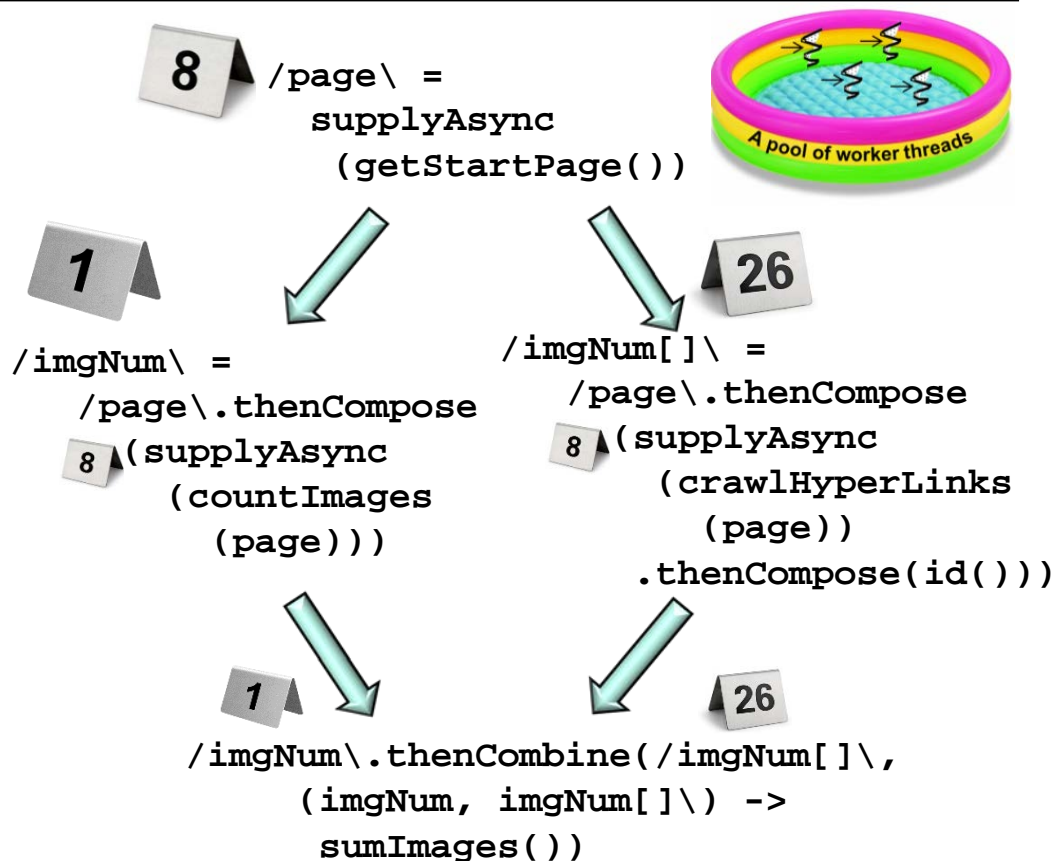 8
/page\ =
supplyAsync
(getStartPage())
A pool of worker threads
1
26
/imgNum\ =
/page\.thenCompose
8
(supplyAsync
(countImages
(page)))
/imgNum[]\ =
/page\.thenCompose
8
(supplyAsync
(crawlHyperLinks
(page))
.thenCompose(id()))
1
26
/imgNum\.thenCombine(/imgNum[]\,
(imgNum, imgNum[]\) ->
sumImages())